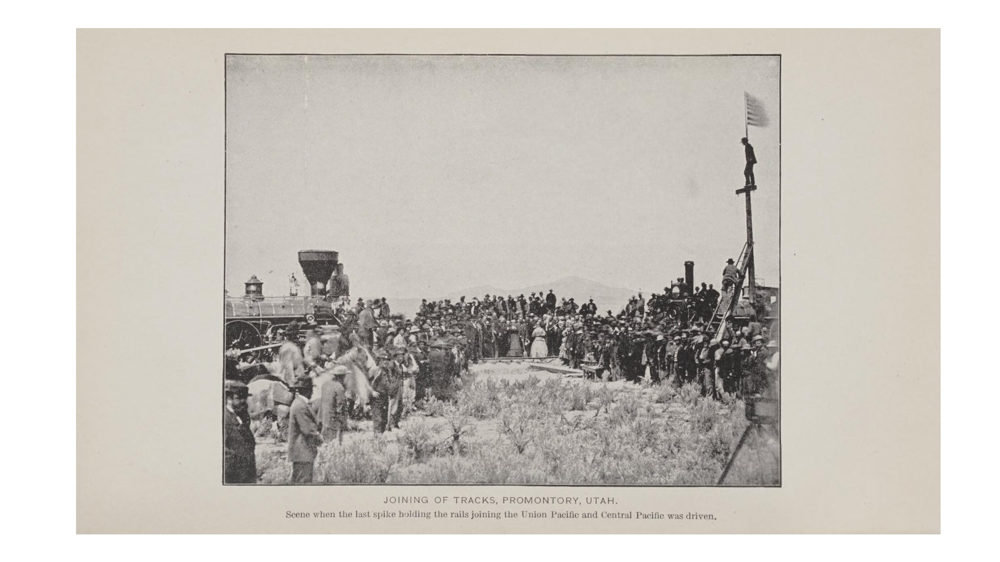 JOINING OF TRACKS, PROMONTORY, UTAH.
Scene when the last spike holding the rails joining the Union Pacific and Central Pacific was driven.